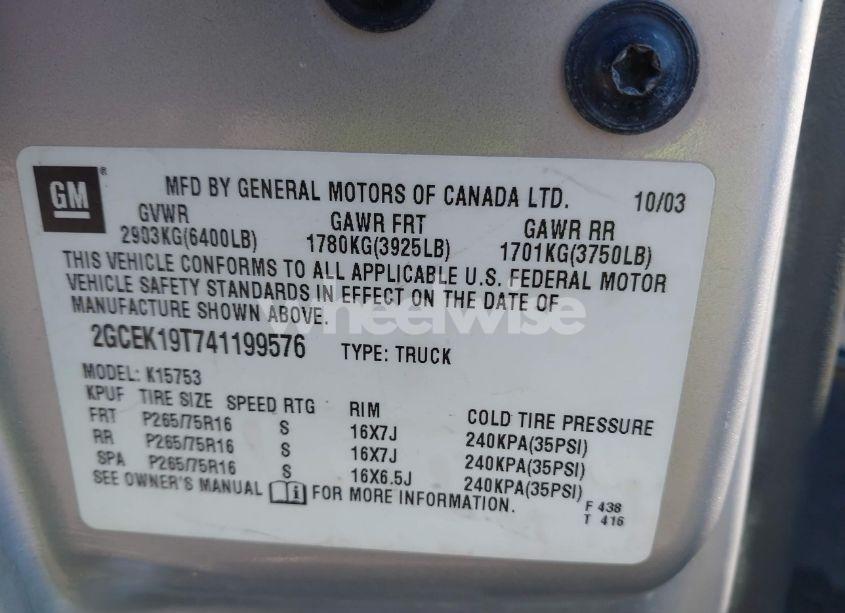 GM ®
MFD BY GENERAL MOTORS OF CANADA LTD. 10/03
GVWR GAWR FRT GAWR RR
2903KG(6400LB) 1780KG(3925LB) 1701KG(3750LB)
THIS VEHICLE CONFORMS TO ALL APPLICABLE U.S. FEDERAL MOTOR
VEHICLE SAFETY STANDARDS IN EFFECT ON THE DATE OF
MANUFACTURE SHOWN ABOVE.
wheelwise
2GCEK19T741199576 TYPE: TRUCK
MODEL: K15753
KPUF TIRE SIZE SPEED RTG RIM COLD TIRE PRESSURE
FRT P265/75R16 S 16X7J 240KPA(35PSI)
RR P265/75R16 S 16X7J 240KPA(35PSI)
SPA P265/75R16 S 16X6.5J 240KPA(35PSI)
SEE OWNER'S MANUAL i FOR MORE INFORMATION.
F 438
T 416